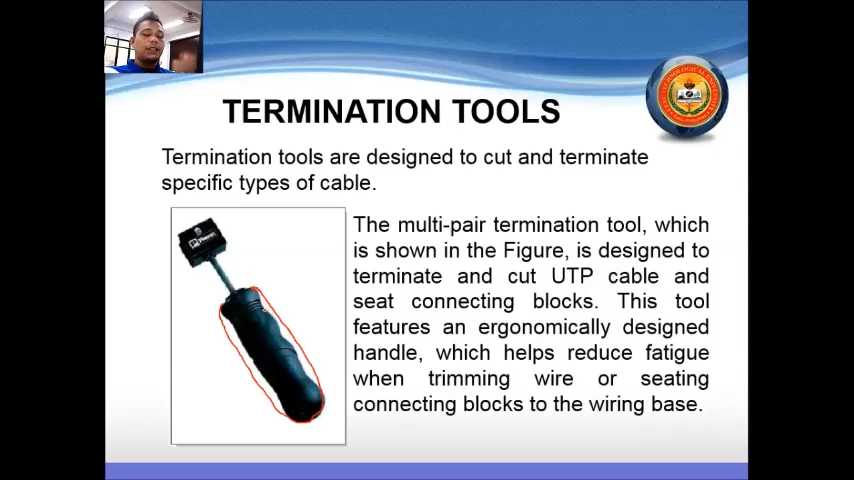 TERMINATION TOOLS
Termination tools are designed to cut and terminate
specific types of cable.
The multi-pair termination tool, which
is shown in the Figure, is designed to
terminate and cut UTP cable and
seat connecting blocks. This tool
features an ergonomically designed
handle, which helps reduce fatigue
when trimming wire or seating
connecting blocks to the wiring base.